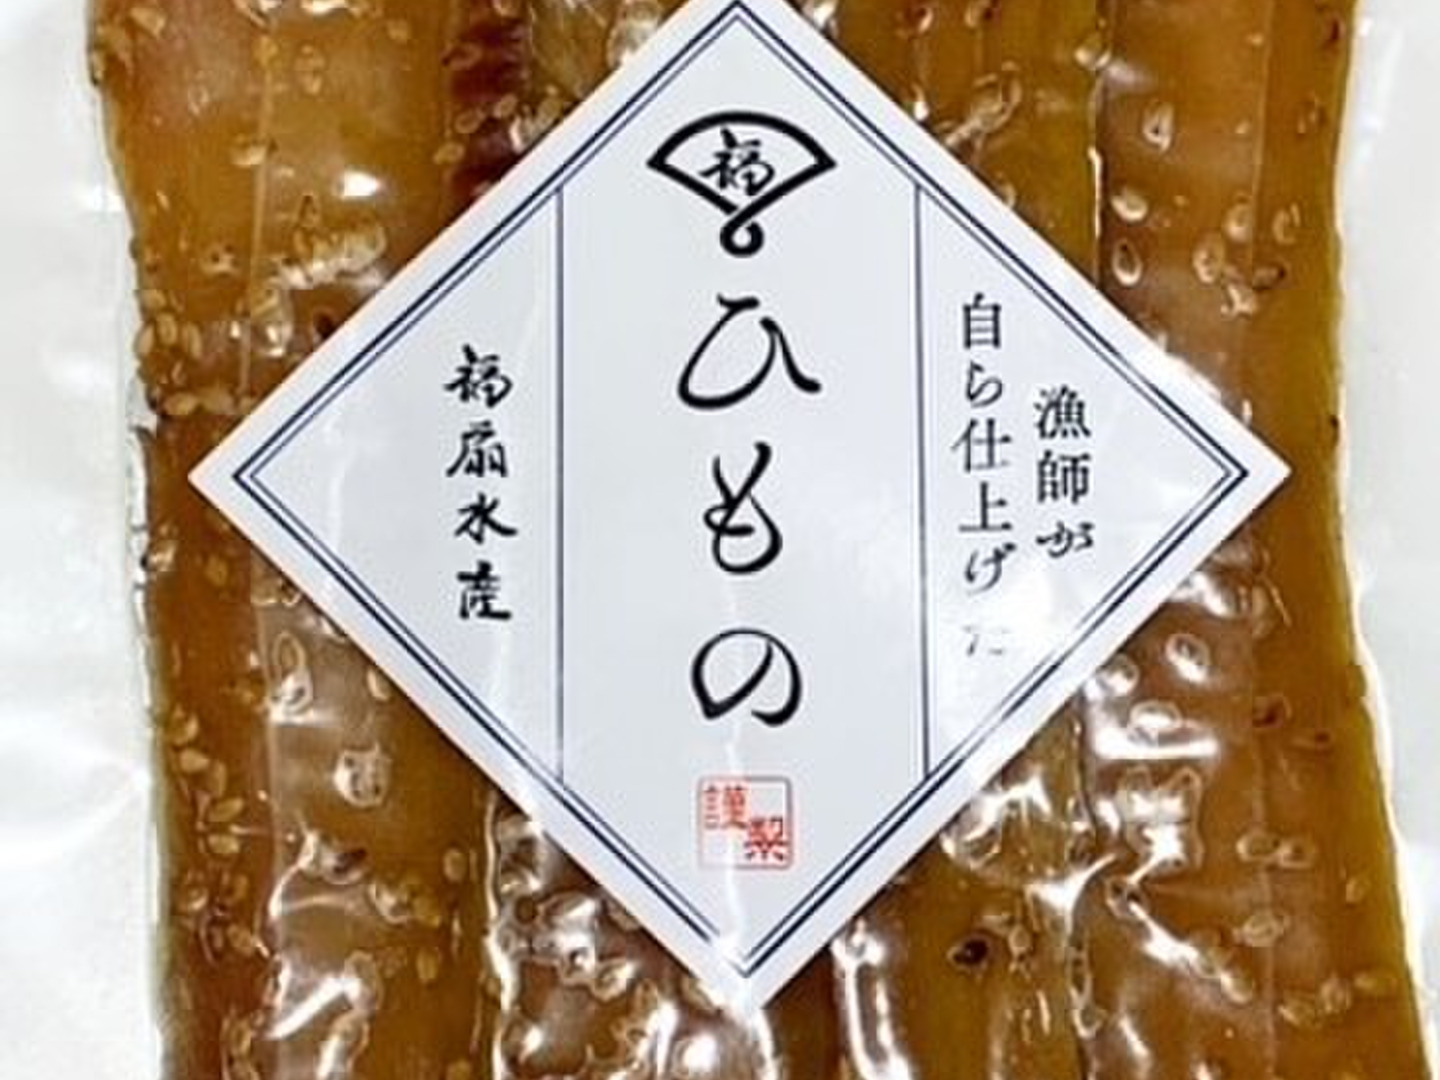 漁師が
自ら仕上げた
福
ひもの
謹製
福扇水産